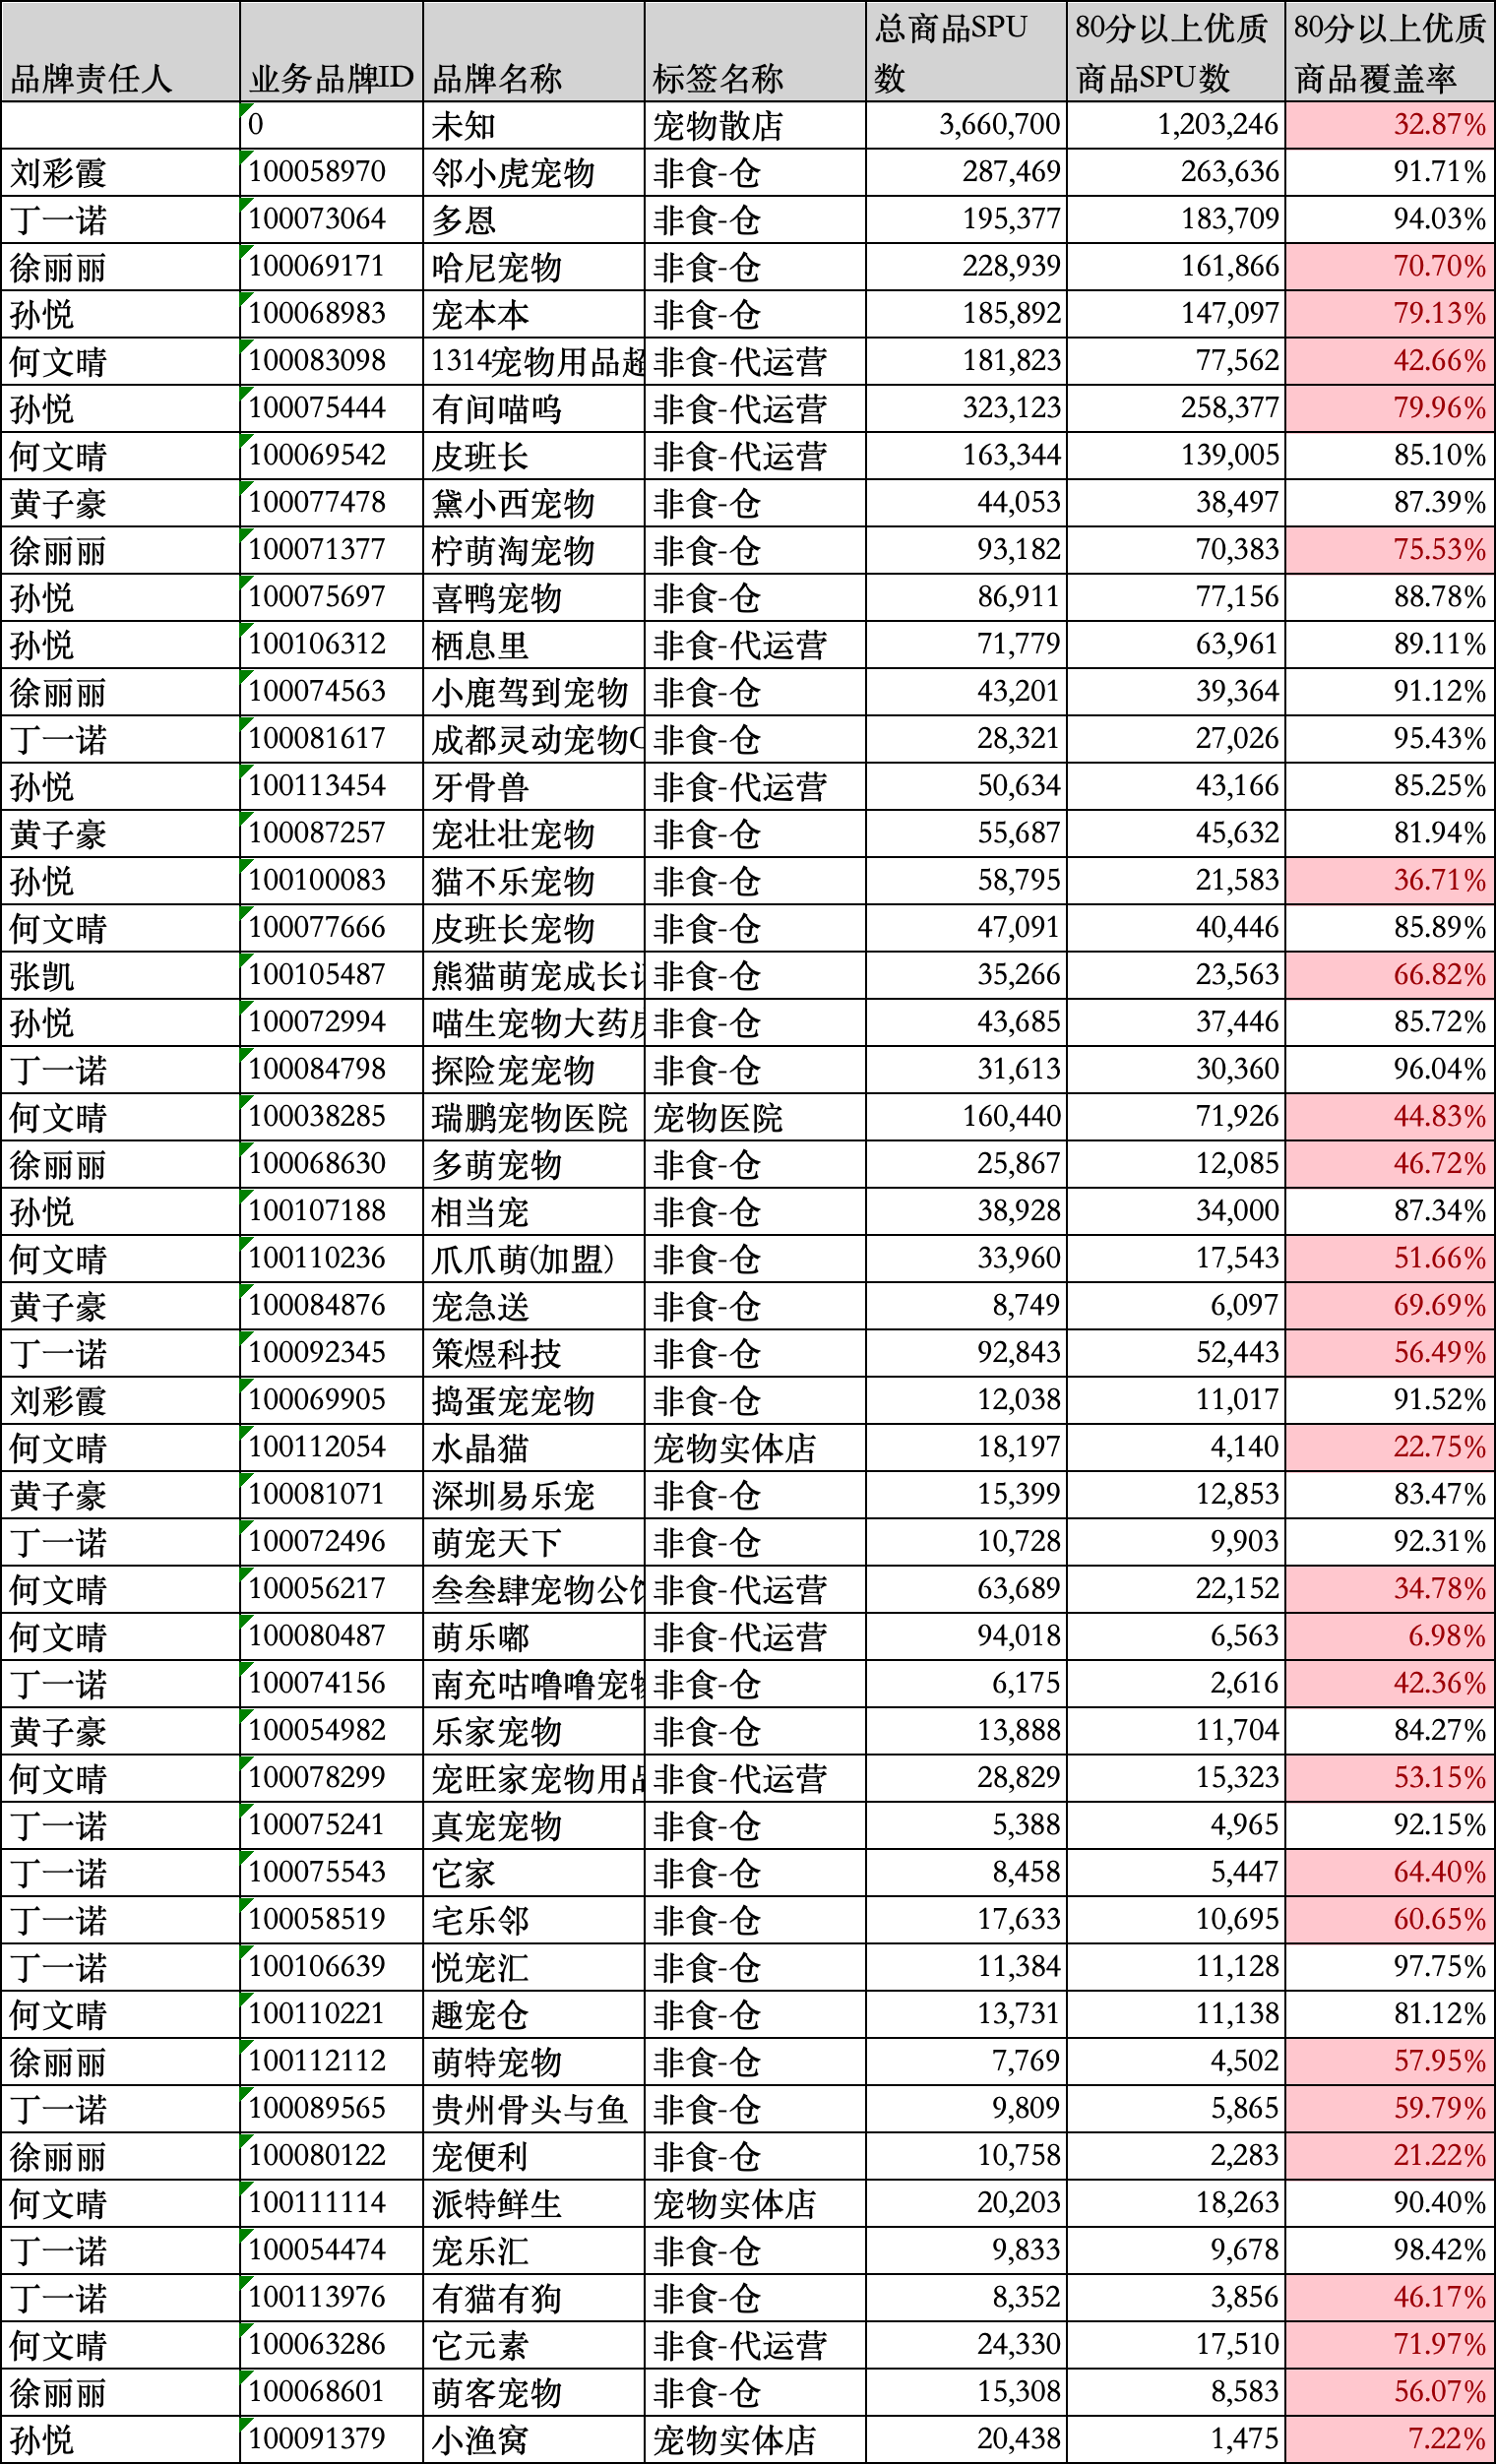 品牌责任人 业务品牌ID 品牌名称 标签名称 总商品SPU数 80分以上优质商品SPU数 80分以上优质商品覆盖率
0 未知 宠物散店 3,660,700 1,203,246 32.87%
刘彩霞 100058970 邻小虎宠物 非食-仓 287,469 263,636 91.71%
丁一诺 100073064 多恩 非食-仓 195,377 183,709 94.03%
徐丽丽 100069171 哈尼宠物 非食-仓 228,939 161,866 70.70%
孙悦 100068983 宠本本 非食-仓 185,892 147,097 79.13%
何文晴 100083098 1314宠物用品超 非食-代运营 181,823 77,562 42.66%
孙悦 100075444 有间喵呜 非食-代运营 323,123 258,377 79.96%
何文晴 100069542 皮班长 非食-代运营 163,344 139,005 85.10%
黄子豪 100077478 黛小西宠物 非食-仓 44,053 38,497 87.39%
徐丽丽 100071377 柠萌淘宠物 非食-仓 93,182 70,383 75.53%
孙悦 100075697 喜鸭宠物 非食-仓 86,911 77,156 88.78%
孙悦 100106312 栖息里 非食-代运营 71,779 63,961 89.11%
徐丽丽 100074563 小鹿驾到宠物 非食-仓 43,201 39,364 91.12%
丁一诺 100081617 成都灵动宠物C 非食-仓 28,321 27,026 95.43%
孙悦 100113454 牙骨兽 非食-代运营 50,634 43,166 85.25%
黄子豪 100087257 宠壮壮宠物 非食-仓 55,687 45,632 81.94%
孙悦 100100083 猫不乐宠物 非食-仓 58,795 21,583 36.71%
何文晴 100077666 皮班长宠物 非食-仓 47,091 40,446 85.89%
张凯 100105487 熊猫萌宠成长记 非食-仓 35,266 23,563 66.82%
孙悦 100072994 喵生宠物大药房 非食-仓 43,685 37,446 85.72%
丁一诺 100084798 探险宠宠物 非食-仓 31,613 30,360 96.04%
何文晴 100038285 瑞鹏宠物医院 宠物医院 160,440 71,926 44.83%
徐丽丽 100068630 多萌宠物 非食-仓 25,867 12,085 46.72%
孙悦 100107188 相当宠 非食-仓 38,928 34,000 87.34%
何文晴 100110236 爪爪萌(加盟） 非食-仓 33,960 17,543 51.66%
黄子豪 100084876 宠急送 非食-仓 8,749 6,097 69.69%
丁一诺 100092345 策煜科技 非食-仓 92,843 52,443 56.49%
刘彩霞 100069905 捣蛋宠宠物 非食-仓 12,038 11,017 91.52%
何文晴 100112054 水晶猫 宠物实体店 18,197 4,140 22.75%
黄子豪 100081071 深圳易乐宠 非食-仓 15,399 12,853 83.47%
丁一诺 100072496 萌宠天下 非食-仓 10,728 9,903 92.31%
何文晴 100056217 叁叁肆宠物公馆 非食-代运营 63,689 22,152 34.78%
何文晴 100080487 萌乐嘟 非食-代运营 94,018 6,563 6.98%
丁一诺 100074156 南充咕噜噜宠物 非食-仓 6,175 2,616 42.36%
黄子豪 100054982 乐家宠物 非食-仓 13,888 11,704 84.27%
何文晴 100078299 宠旺家宠物用品 非食-代运营 28,829 15,323 53.15%
丁一诺 100075241 真宠宠物 非食-仓 5,388 4,965 92.15%
丁一诺 100075543 它家 非食-仓 8,458 5,447 64.40%
丁一诺 100058519 宅乐邻 非食-仓 17,633 10,695 60.65%
丁一诺 100106639 悦宠汇 非食-仓 11,384 11,128 97.75%
何文晴 100110221 趣宠仓 非食-仓 13,731 11,138 81.12%
徐丽丽 100112112 萌特宠物 非食-仓 7,769 4,502 57.95%
丁一诺 100089565 贵州骨头与鱼 非食-仓 9,809 5,865 59.79%
徐丽丽 100080122 宠便利 非食-仓 10,758 2,283 21.22%
何文晴 100111114 派特鲜生 宠物实体店 20,203 18,263 90.40%
丁一诺 100054474 宠乐汇 非食-仓 9,833 9,678 98.42%
丁一诺 100113976 有猫有狗 非食-仓 8,352 3,856 46.17%
何文晴 100063286 它元素 非食-代运营 24,330 17,510 71.97%
徐丽丽 100068601 萌客宠物 非食-仓 15,308 8,583 56.07%
孙悦 100091379 小渔窝 宠物实体店 20,438 1,475 7.22%